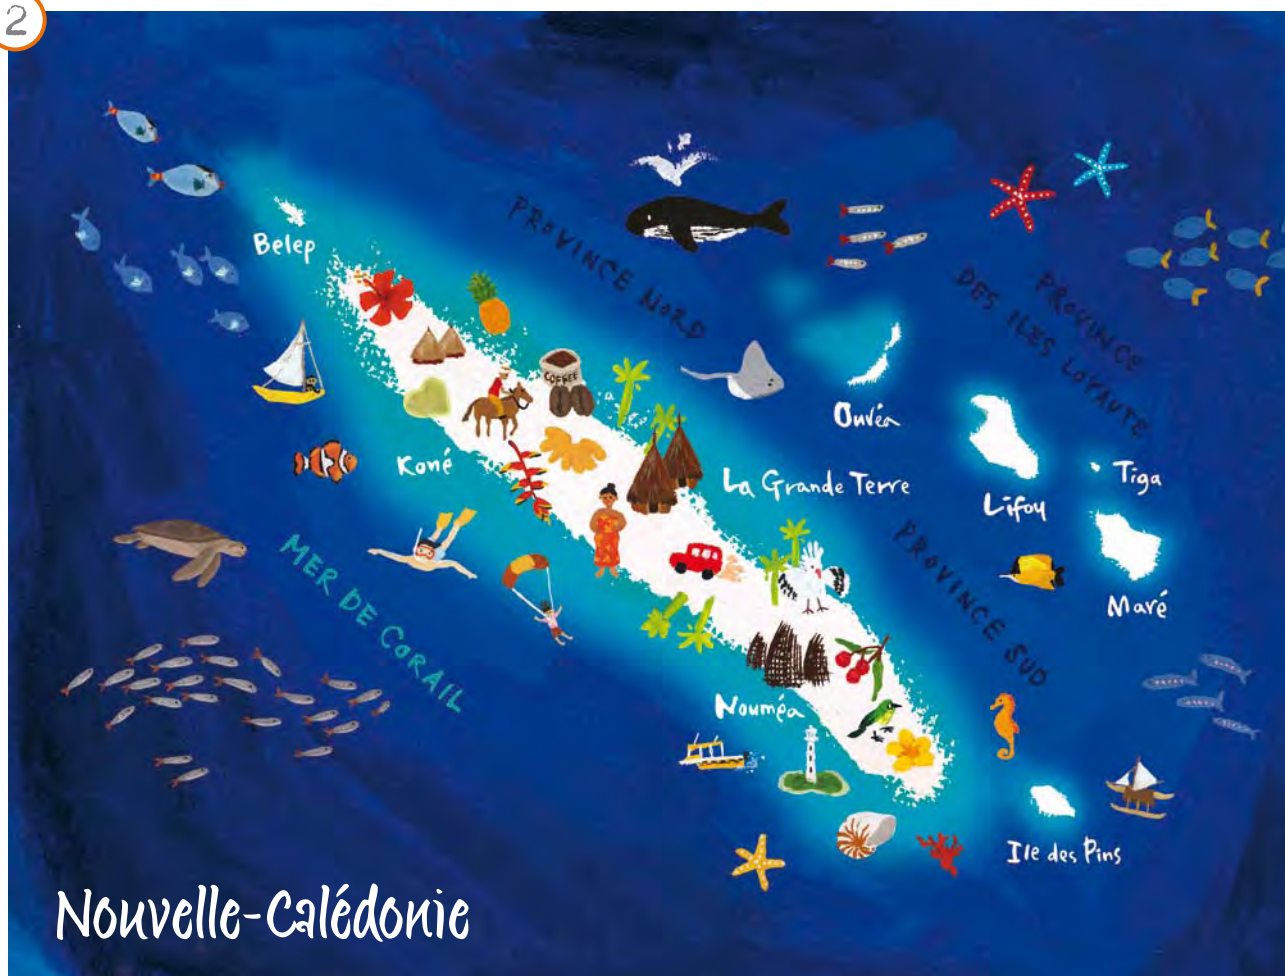 2
Belep
PROVINCE NORD
PROVINCE
DES ILES LOYAUTE
COFFEE
Ouvéa
Koné
La Grande Terre
Tiga
Lifou
MER DE CORAIL
PROVINCE SUD
Maré
Nouméa
Ile des Pins
Nouvelle-Calédonie